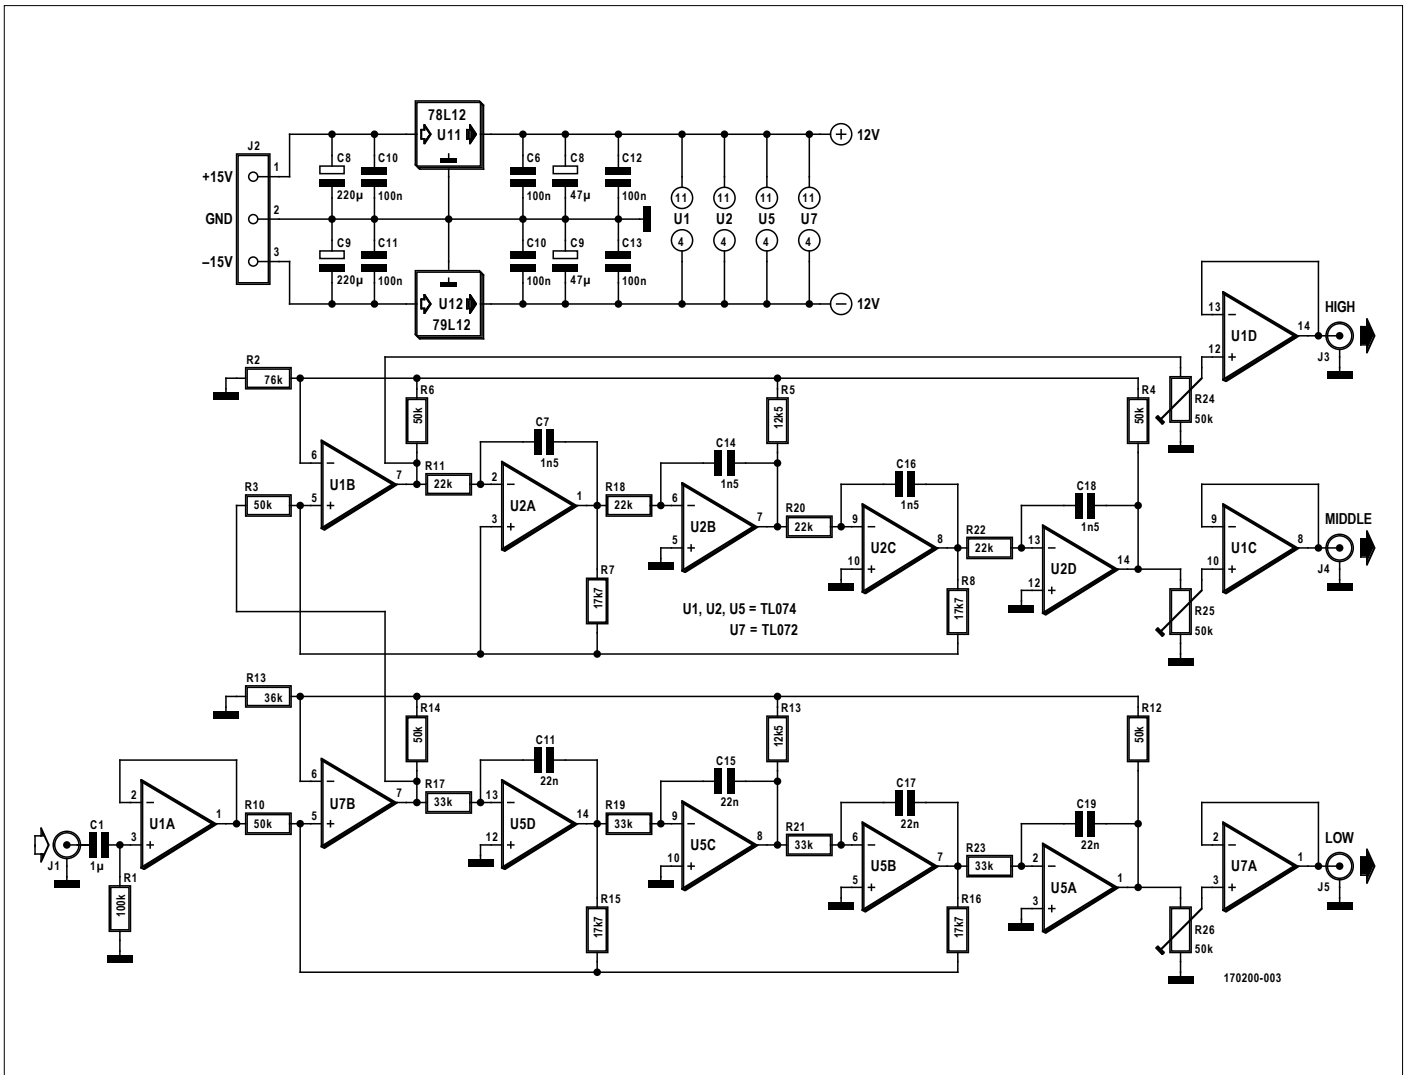 78L12
U11
J2
1
+15V
GND
2
3
–15V
C8
220µ
C10
100n
C6
100n
C8
47µ
C12
100n
11
11
11
11
U1
U2
U5
U7
4
4
4
4
12V
C9
220µ
C11
100n
C10
100n
C9
47µ
C13
100n
U12
79L12
12V
R2
76k
R6
50k
R5
12k5
R4
50k
13
12
U1D
14
HIGH
J3
R24
50k
R3
50k
6
5
U1B
7
R11
22k
C7
1n5
2
3
U2A
1
R18
22k
C14
1n5
6
5
U2B
7
R20
22k
C16
1n5
9
10
U2C
8
R22
22k
C18
1n5
13
12
U2D
14
9
10
U1C
8
MIDDLE
J4
R25
50k
R7
17k7
R8
17k7
U1, U2, U5 = TL074
U7 = TL072
R13
36k
R14
50k
R13
12k5
R12
50k
J1
C1
1µ
R1
100k
2
3
U1A
1
R10
50k
6
5
U7B
7
R17
33k
C11
22n
13
12
U5D
14
R19
33k
C15
22n
9
10
U5C
8
R21
33k
C17
22n
6
5
U5B
7
R23
33k
C19
22n
2
3
U5A
1
2
3
U7A
1
LOW
J5
R26
50k
R15
17k7
R16
17k7
170200-003